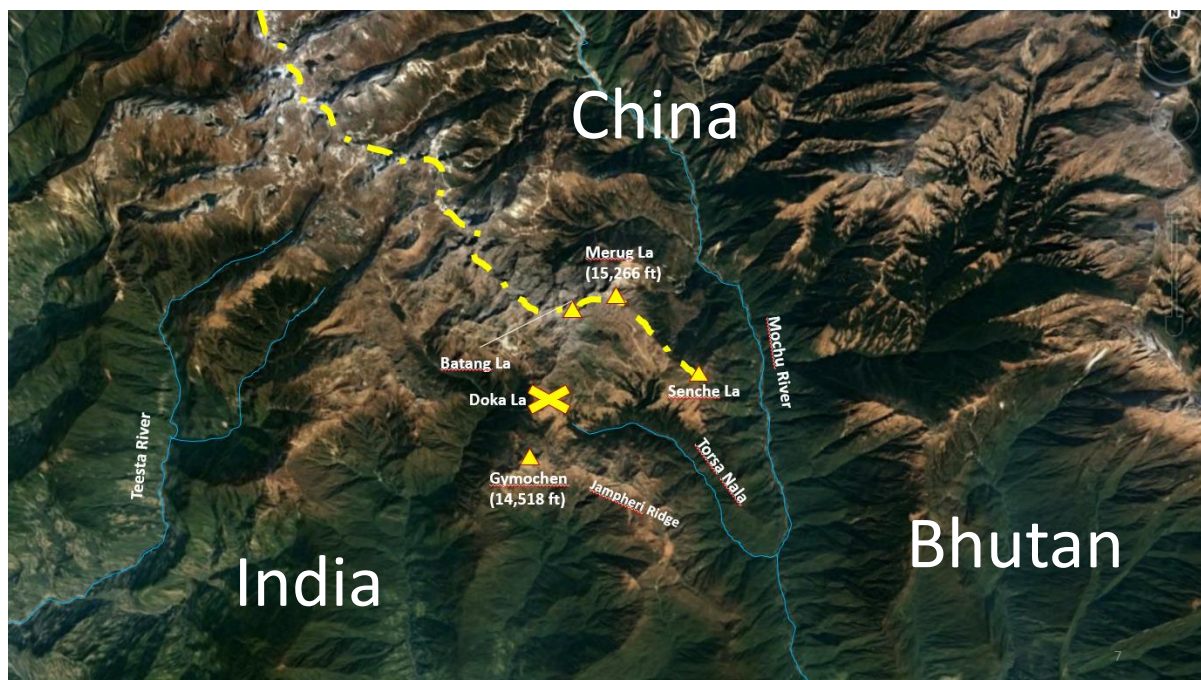 N
China
Merug La
(15,266 ft)
Batang La
Doka La
Senche La
Mochu River
Teesta River
Torsa Nala
Gymochen
(14,518 ft)
Jampheri Ridge
Bhutan
India
7